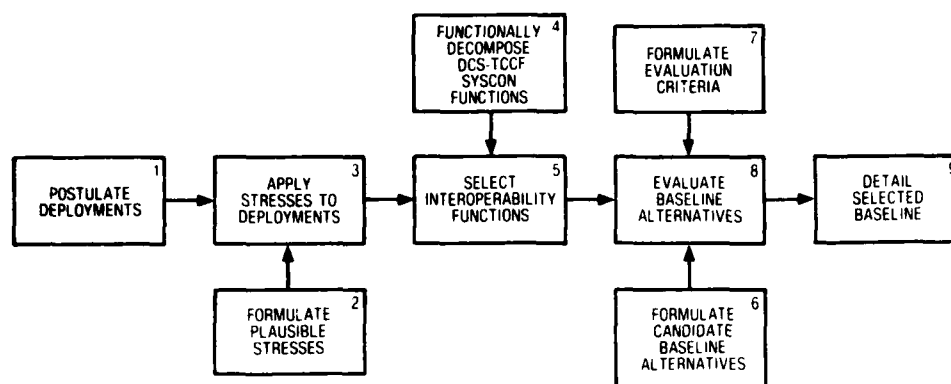 4
FUNCTIONALLY
DECOMPOSE
DCS-TCCF
SYSCON
FUNCTIONS
7
FORMULATE
EVALUATION
CRITERIA
1
POSTULATE
DEPLOYMENTS
3
APPLY
STRESSES TO
DEPLOYMENTS
5
SELECT
INTEROPERABILITY
FUNCTIONS
8
EVALUATE
BASELINE
ALTERNATIVES
9
DETAIL
SELECTED
BASELINE
2
FORMULATE
PLAUSIBLE
STRESSES
6
FORMULATE
CANDIDATE
BASELINE
ALTERNATIVES